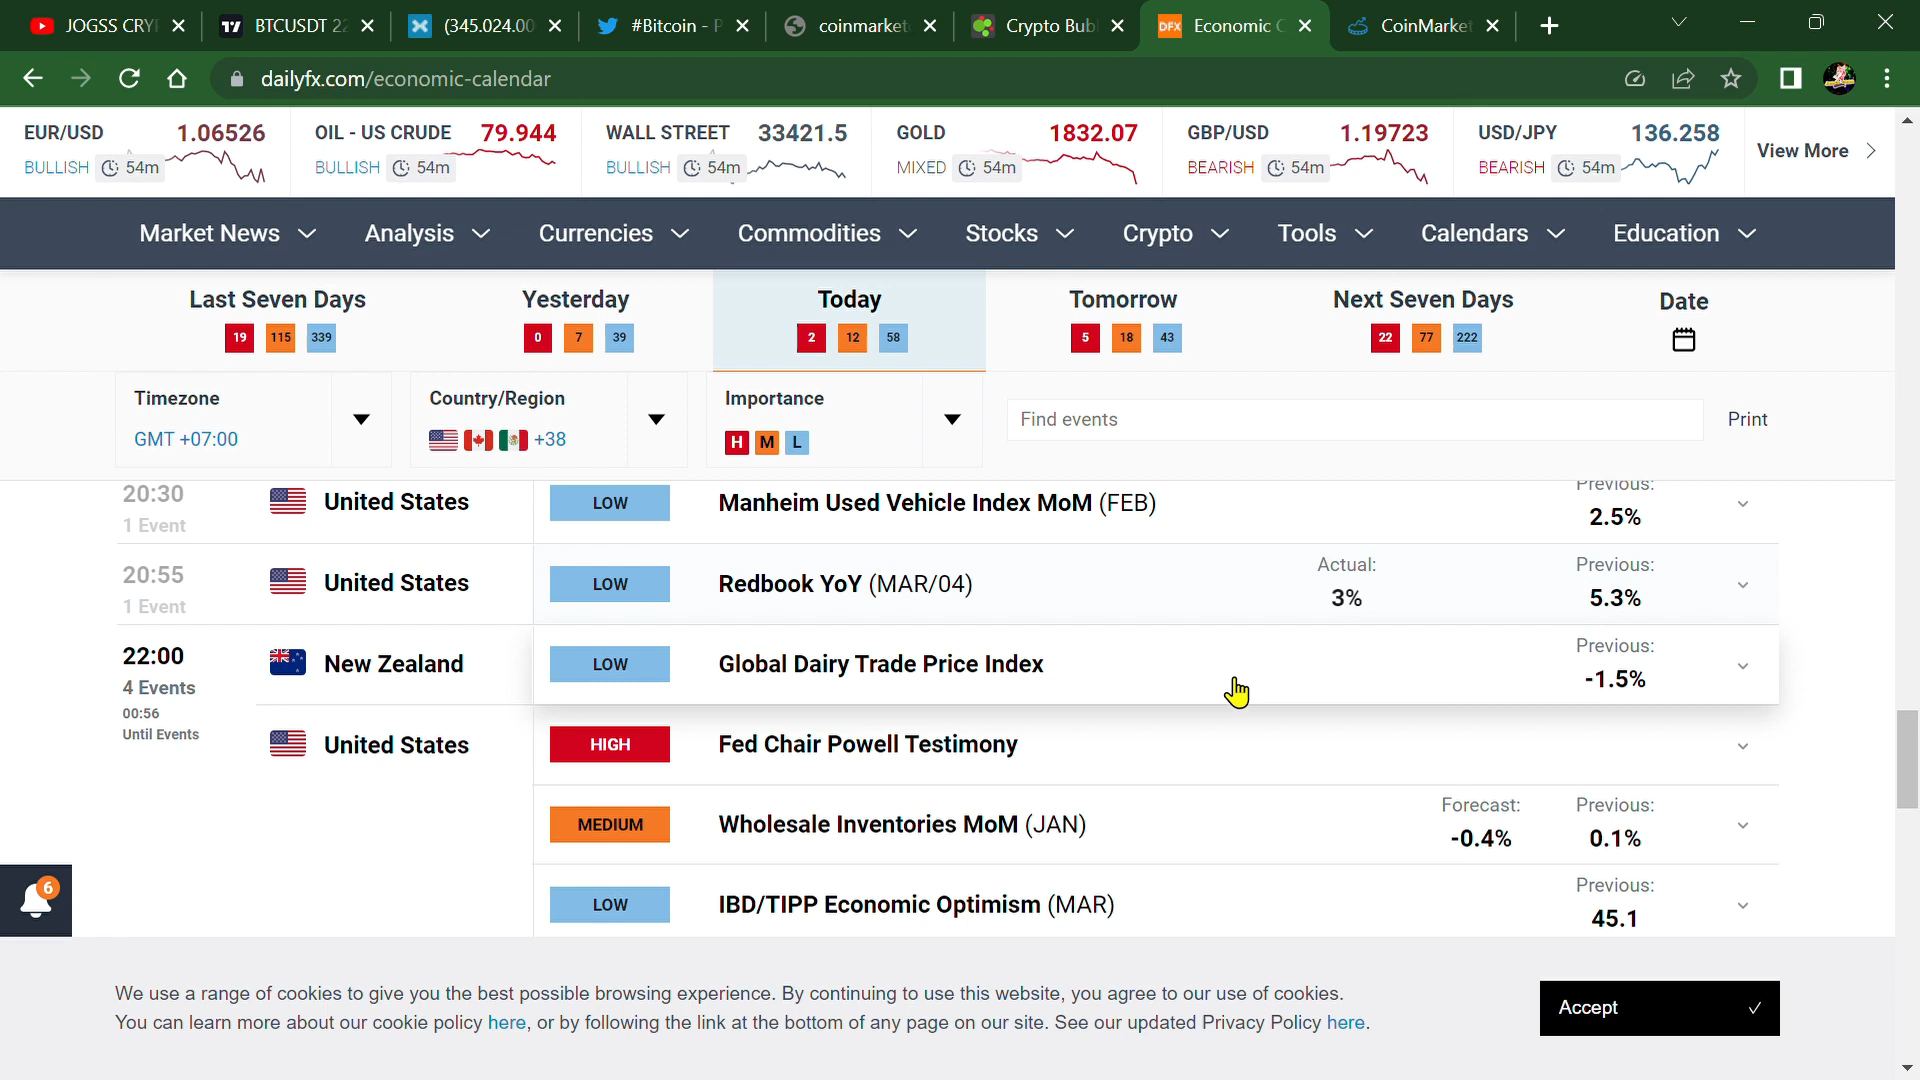 JOGSS CRY
BTCUSDT 22
(345.024.00
#Bitcoin - P
coinmarket
Crypto Bub
DFX Economic C
CoinMarket
dailyfx.com/economic-calendar
EUR/USD 1.06526
BULLISH 54m
OIL - US CRUDE 79.944
BULLISH 54m
WALL STREET 33421.5
BULLISH 54m
GOLD 1832.07
MIXED 54m
GBP/USD 1.19723
BEARISH 54m
USD/JPY 136.258
BEARISH 54m
View More
Market News Analysis Currencies Commodities Stocks Crypto Tools Calendars Education
Last Seven Days
19 115 339
Yesterday
0 7 39
Today
2 12 58
Tomorrow
5 18 43
Next Seven Days
22 77 222
Date
Timezone
GMT +07:00
Country/Region
+38
Importance
H M L
Find events
Print
20:30
1 Event
United States
LOW
Manheim Used Vehicle Index MoM (FEB)
Previous:
2.5%
20:55
1 Event
United States
LOW
Redbook YoY (MAR/04)
Actual:
3%
Previous:
5.3%
22:00
4 Events
00:56
Until Events
New Zealand
LOW
Global Dairy Trade Price Index
Previous:
-1.5%
United States
HIGH
Fed Chair Powell Testimony
MEDIUM
Wholesale Inventories MoM (JAN)
Forecast:
-0.4%
Previous:
0.1%
LOW
IBD/TIPP Economic Optimism (MAR)
Previous:
45.1
6
We use a range of cookies to give you the best possible browsing experience. By continuing to use this website, you agree to our use of cookies.
You can learn more about our cookie policy here, or by following the link at the bottom of any page on our site. See our updated Privacy Policy here.
Accept